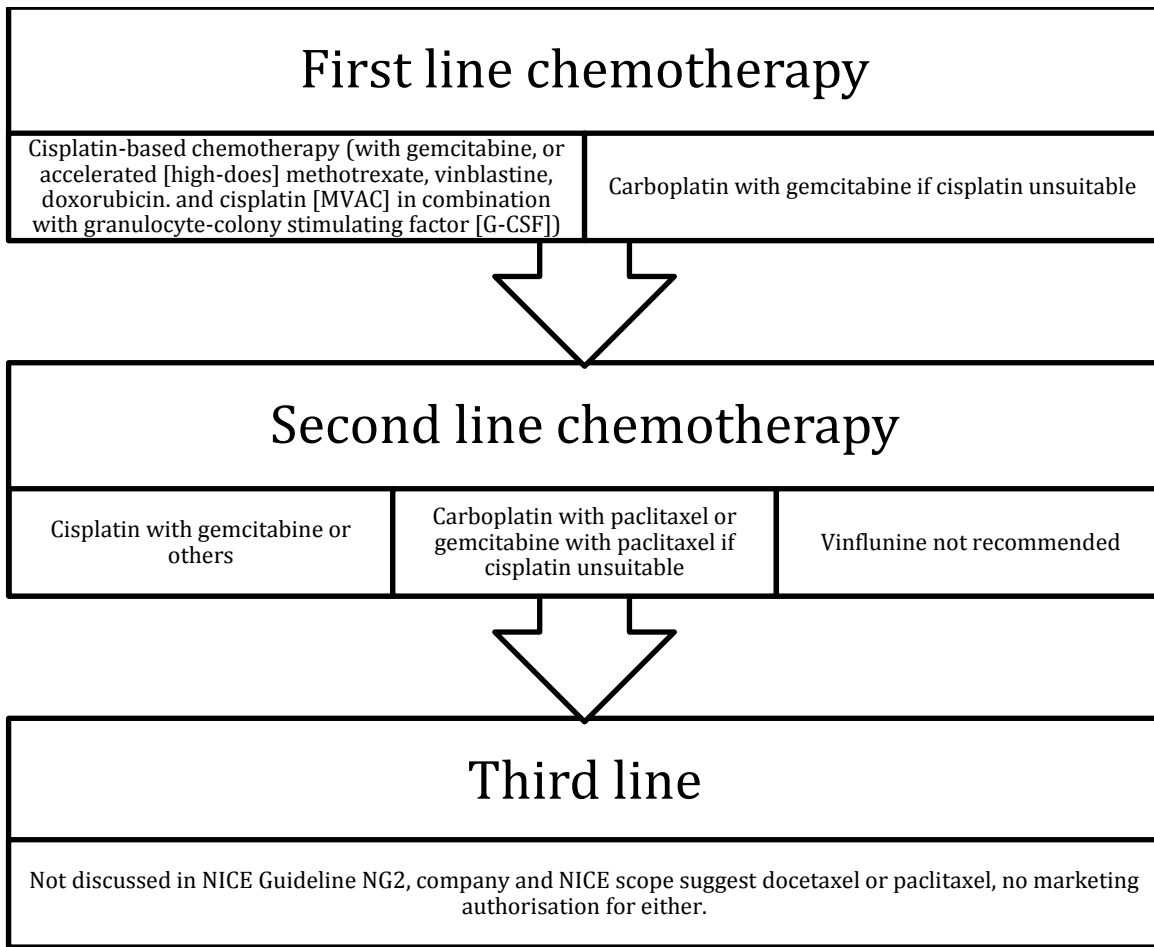 First line chemotherapy
Cisplatin-based chemotherapy (with gemcitabine, or
accelerated [high-does] methotrexate, vinblastine,
doxorubicin. and cisplatin [MVAC] in combination
with granulocyte-colony stimulating factor [G-CSF])
Carboplatin with gemcitabine if cisplatin unsuitable
Second line chemotherapy
Cisplatin with gemcitabine or
others
Carboplatin with paclitaxel or
gemcitabine with paclitaxel if
cisplatin unsuitable
Vinflunine not recommended
Third line
Not discussed in NICE Guideline NG2, company and NICE scope suggest docetaxel or paclitaxel, no marketing
authorisation for either.